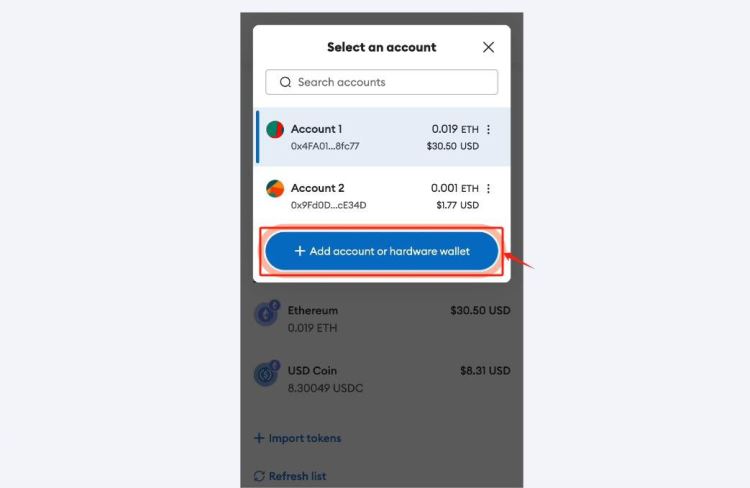 Select an account
Search accounts
Account 1 0.019 ETH
0x4FA01...8fc77 $30.50 USD
Account 2 0.001 ETH
0x9Fd0D...cE34D $1.77 USD
+ Add account or hardware wallet
Ethereum $30.50 USD
0.019 ETH
USD Coin $8.31 USD
8.30049 USDC
+ Import tokens
Refresh list